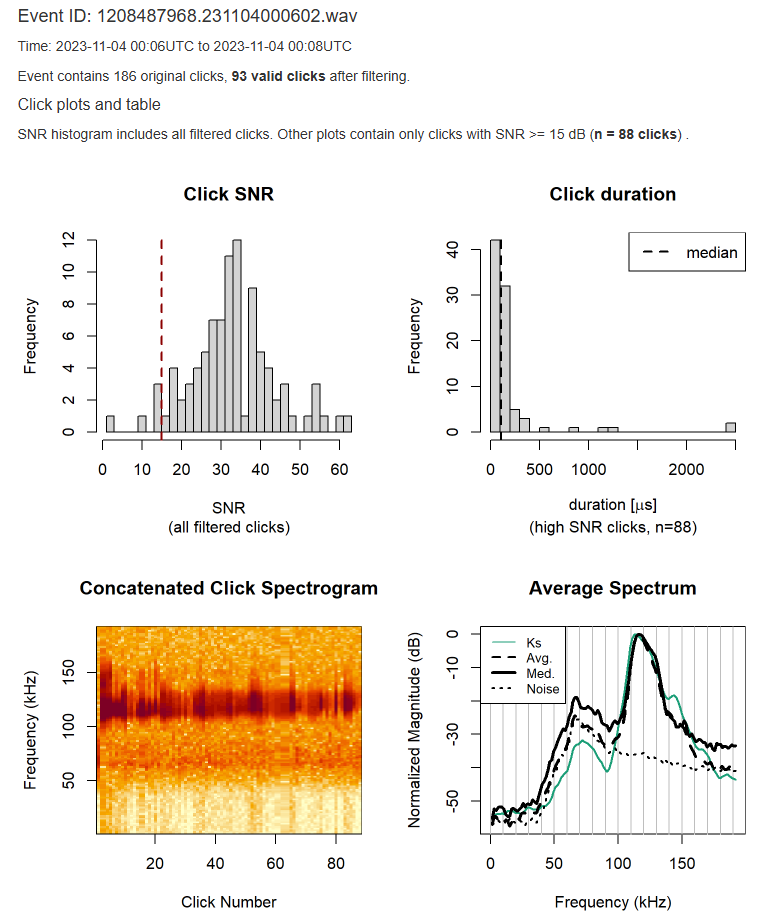 Event ID: 1208487968.231104000602.wav
Time: 2023-11-04 00:06UTC to 2023-11-04 00:08UTC
Event contains 186 original clicks, 93 valid clicks after filtering.
Click plots and table
SNR histogram includes all filtered clicks. Other plots contain only clicks with SNR >= 15 dB (n = 88 clicks) .
Click SNR
Frequency
0 2 4 6 8 10 12
0 10 20 30 40 50 60
SNR
(all filtered clicks)
Click duration
median
Frequency
0 10 20 30 40
0 500 1000 2000
duration [µs]
(high SNR clicks, n=88)
Concatenated Click Spectrogram
Frequency (kHz)
50 100 150
20 40 60 80
Click Number
Average Spectrum
Ks
Avg.
Med.
Noise
Normalized Magnitude (dB)
-50 -30 -10 0
0 50 100 150
Frequency (kHz)